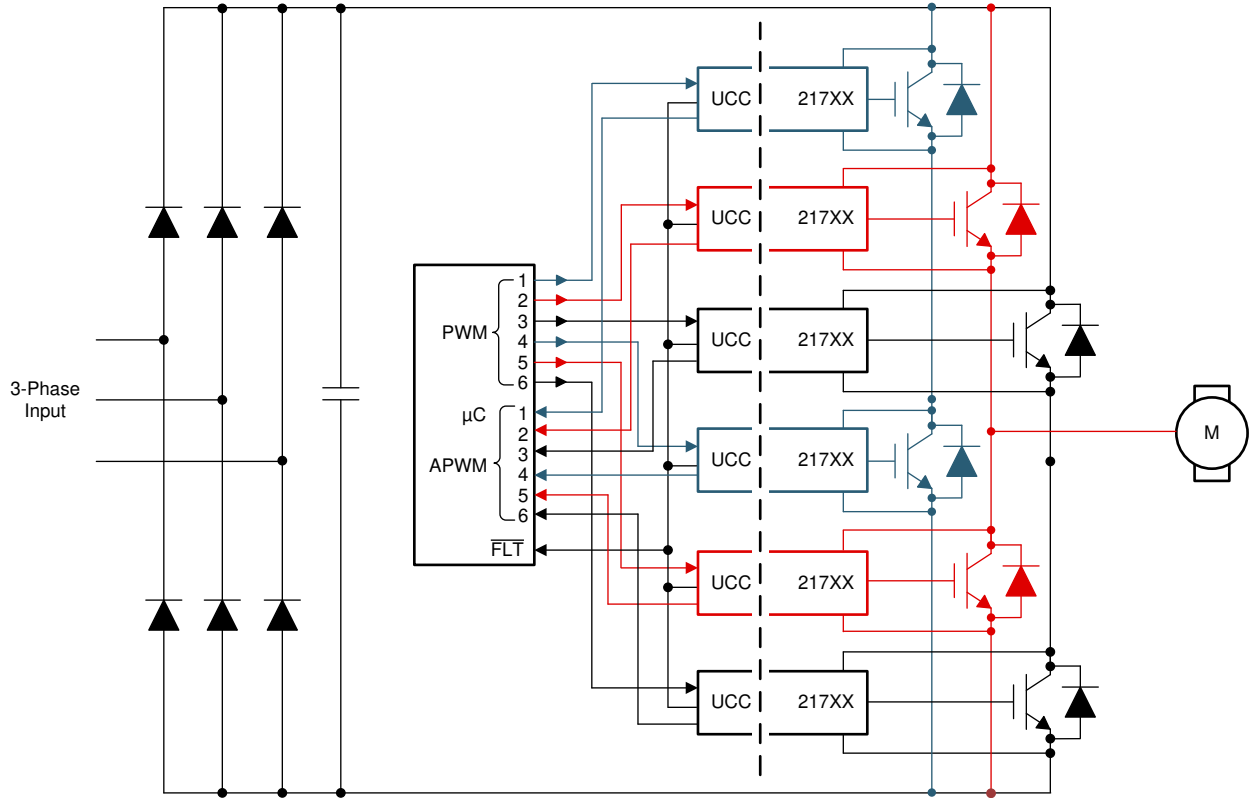 UCC 217XX
UCC 217XX
1
2
3
4
5
6
PWM
UCC 217XX
3-Phase
Input
µC
1
2
3
4
5
6
APWM
FLT
M
UCC 217XX
UCC 217XX
UCC 217XX